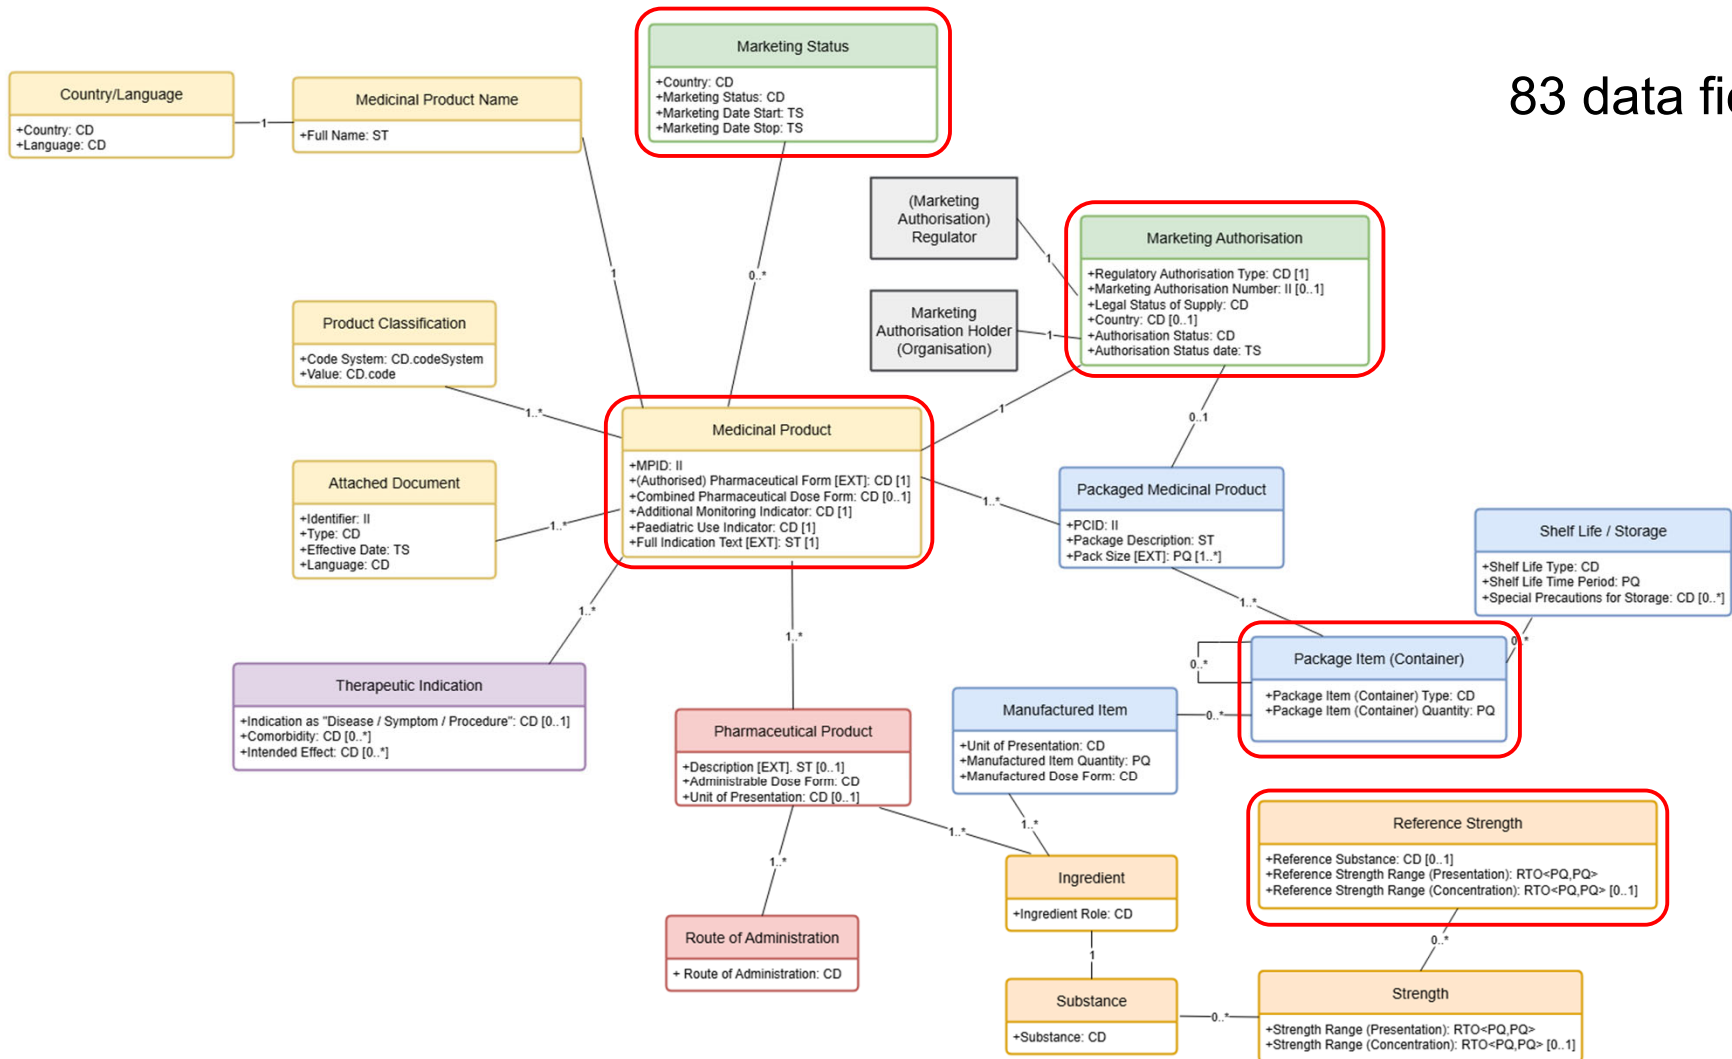 83 data fie
Marketing Status
+Country: CD
+Marketing Status: CD
+Marketing Date Start: TS
+Marketing Date Stop: TS
Country/Language
+Country: CD
+Language: CD
1
Medicinal Product Name
+Full Name: ST
1
0..*
(Marketing
Authorisation)
Regulator
1
Marketing
Authorisation Holder
(Organisation)
1
Marketing Authorisation
+Regulatory Authorisation Type: CD [1]
+Marketing Authorisation Number: II [0..1]
+Legal Status of Supply: CD
+Country: CD [0..1]
+Authorisation Status: CD
+Authorisation Status date: TS
1
0..1
Product Classification
+Code System: CD.codeSystem
+Value: CD.code
1..*
Medicinal Product
+MPID: II
+(Authorised) Pharmaceutical Form [EXT]: CD [1]
+Combined Pharmaceutical Dose Form: CD [0..1]
+Additional Monitoring Indicator: CD [1]
+Paediatric Use Indicator: CD [1]
+Full Indication Text [EXT]: ST [1]
1..*
Attached Document
+Identifier: II
+Type: CD
+Effective Date: TS
+Language: CD
1..*
Packaged Medicinal Product
+PCID: II
+Package Description: ST
+Pack Size [EXT]: PQ [1..*]
1..*
Shelf Life / Storage
+Shelf Life Type: CD
+Shelf Life Time Period: PQ
+Special Precautions for Storage: CD [0..*]
0..*
1..*
1..*
Package Item (Container)
+Package Item (Container) Type: CD
+Package Item (Container) Quantity: PQ
0..*
0..*
Therapeutic Indication
+Indication as "Disease / Symptom / Procedure": CD [0..1]
+Comorbidity: CD [0..*]
+Intended Effect: CD [0..*]
Manufactured Item
+Unit of Presentation: CD
+Manufactured Item Quantity: PQ
+Manufactured Dose Form: CD
Pharmaceutical Product
+Description [EXT]. ST [0..1]
+Administrable Dose Form: CD
+Unit of Presentation: CD [0..1]
1..*
1..*
1..*
Reference Strength
+Reference Substance: CD [0..1]
+Reference Strength Range (Presentation): RTO<PQ,PQ>
+Reference Strength Range (Concentration): RTO<PQ,PQ> [0..1]
0..*
Ingredient
+Ingredient Role: CD
1
Route of Administration
+ Route of Administration: CD
Substance
+Substance: CD
0..*
Strength
+Strength Range (Presentation): RTO<PQ,PQ>
+Strength Range (Concentration): RTO<PQ,PQ> [0..1]